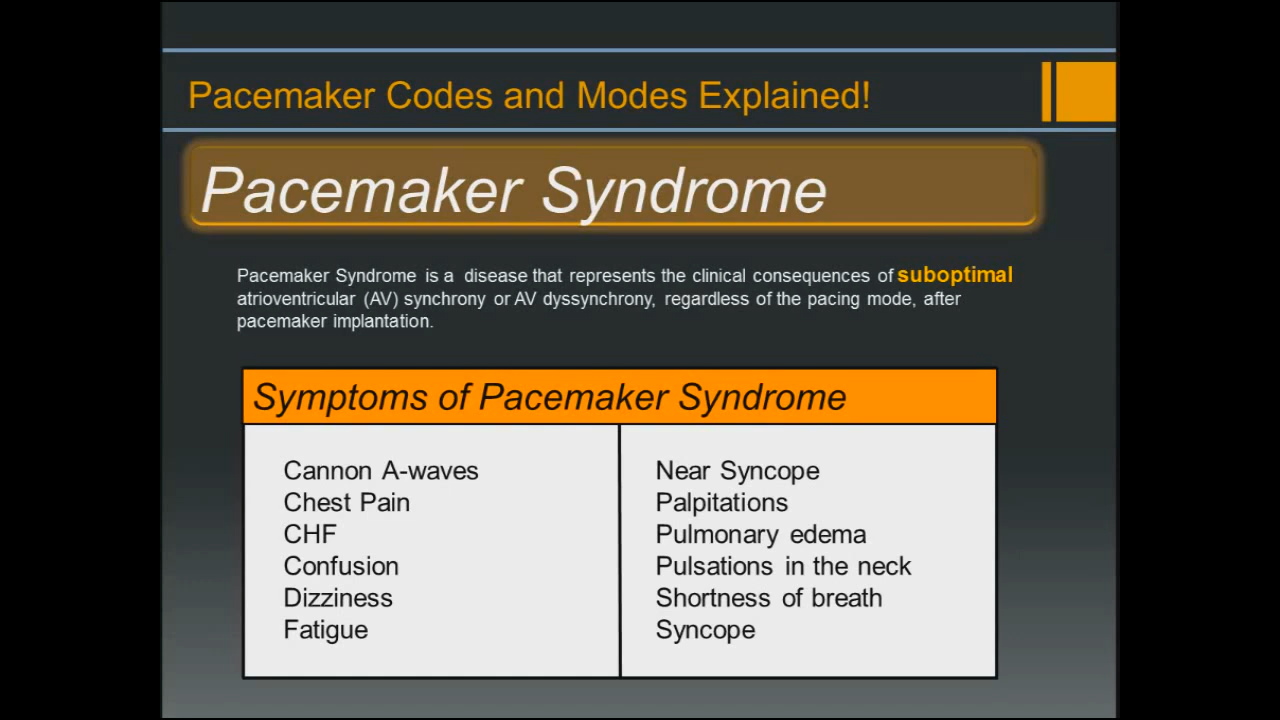 Pacemaker Codes and Modes Explained!
Pacemaker Syndrome
Pacemaker Syndrome is a disease that represents the clinical consequences of suboptimal
atrioventricular (AV) synchrony or AV dyssynchrony, regardless of the pacing mode, after
pacemaker implantation.
Symptoms of Pacemaker Syndrome
Cannon A-waves
Chest Pain
CHF
Confusion
Dizziness
Fatigue
Near Syncope
Palpitations
Pulmonary edema
Pulsations in the neck
Shortness of breath
Syncope